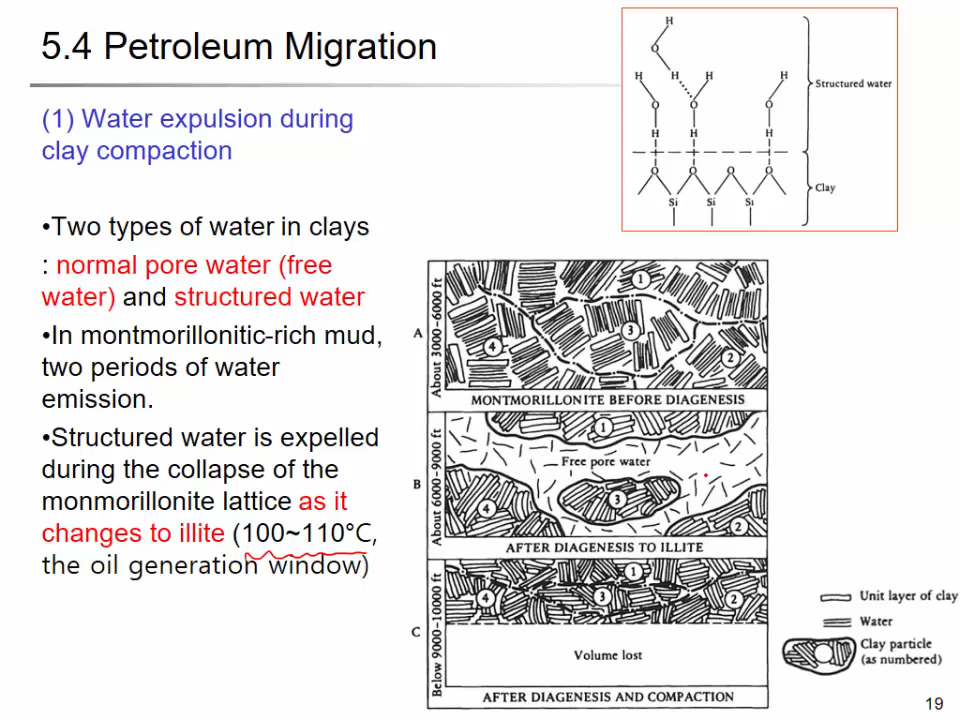 5.4 Petroleum Migration
(1) Water expulsion during
clay compaction
•Two types of water in clays
: normal pore water (free
water) and structured water
•In montmorillonitic-rich mud,
two periods of water
emission.
•Structured water is expelled
during the collapse of the
monmorillonite lattice as it
changes to illite (100~110°C,
the oil generation window)
H
O
H H H H
O O O
H H H
Structured water
O O O O
Si Si Si
Clay
A
About 3000-6000 ft
1
3
4
2
MONTMORILLONITE BEFORE DIAGENESIS
B
About 6000-9000 ft
1
Free pore water
3
4
2
AFTER DIAGENESIS TO ILLITE
C
Below 9000-10000 ft
1
4
3
2
Volume lost
AFTER DIAGENESIS AND COMPACTION
Unit layer of clay
Water
Clay particle
(as numbered)
19